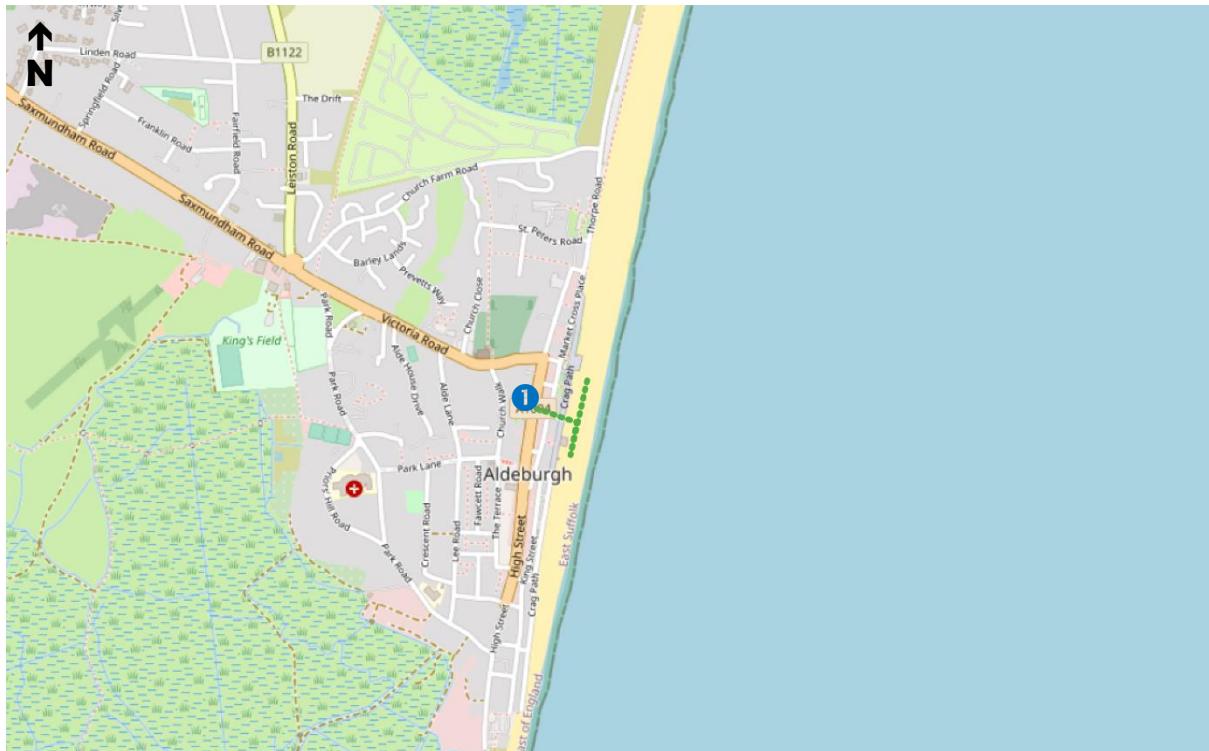 N
Linden Road
B1122
Springfield Road
The Drift
Saxmundham Road
Franklin Road
Fairfield Road
Leiston Road
Church Farm Road
Thorpe Road
Saxmundham Road
St. Peters Road
Barley Lands
Prevetts Way
Church Close
Market Cross Place
Park Road
Victoria Road
King's Field
Alde House Drive
Crag Path
Park Road
Alde Lane
Church Walk
1
Park Lane
Aldeburgh
Priors' Hill Road
Fawcett Road
The Terrace
Crescent Road
Lee Road
High Street
East Suffolk
Park Road
King Street
Crag Path
High Street
East of England